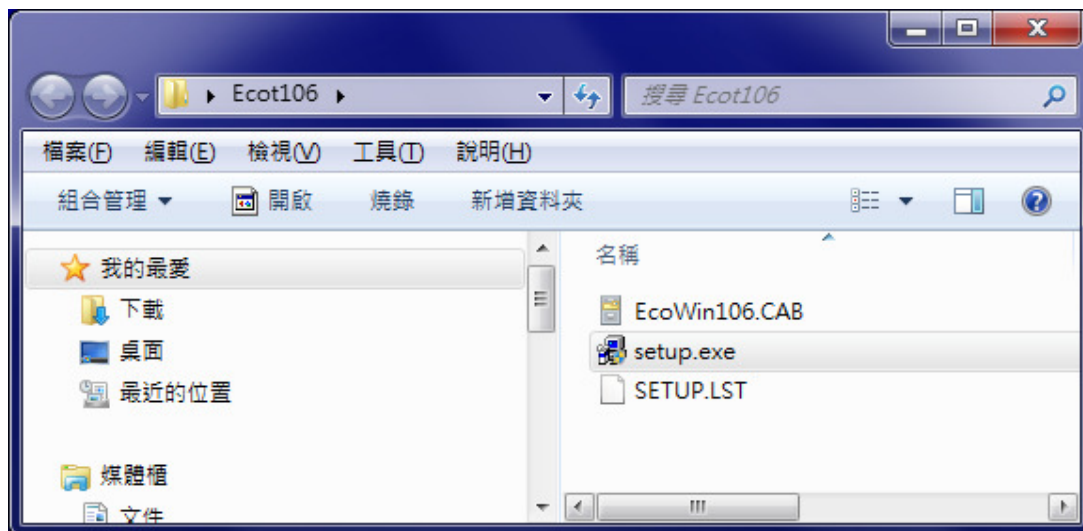 Ecot106
搜尋 Ecot106
檔案(F) 編輯(E) 檢視(V) 工具(T) 說明(H)
組合管理 開啟 燒錄 新增資料夾
我的最愛
下載
桌面
最近的位置
媒體櫃
文件
名稱
EcoWin106.CAB
setup.exe
SETUP.LST